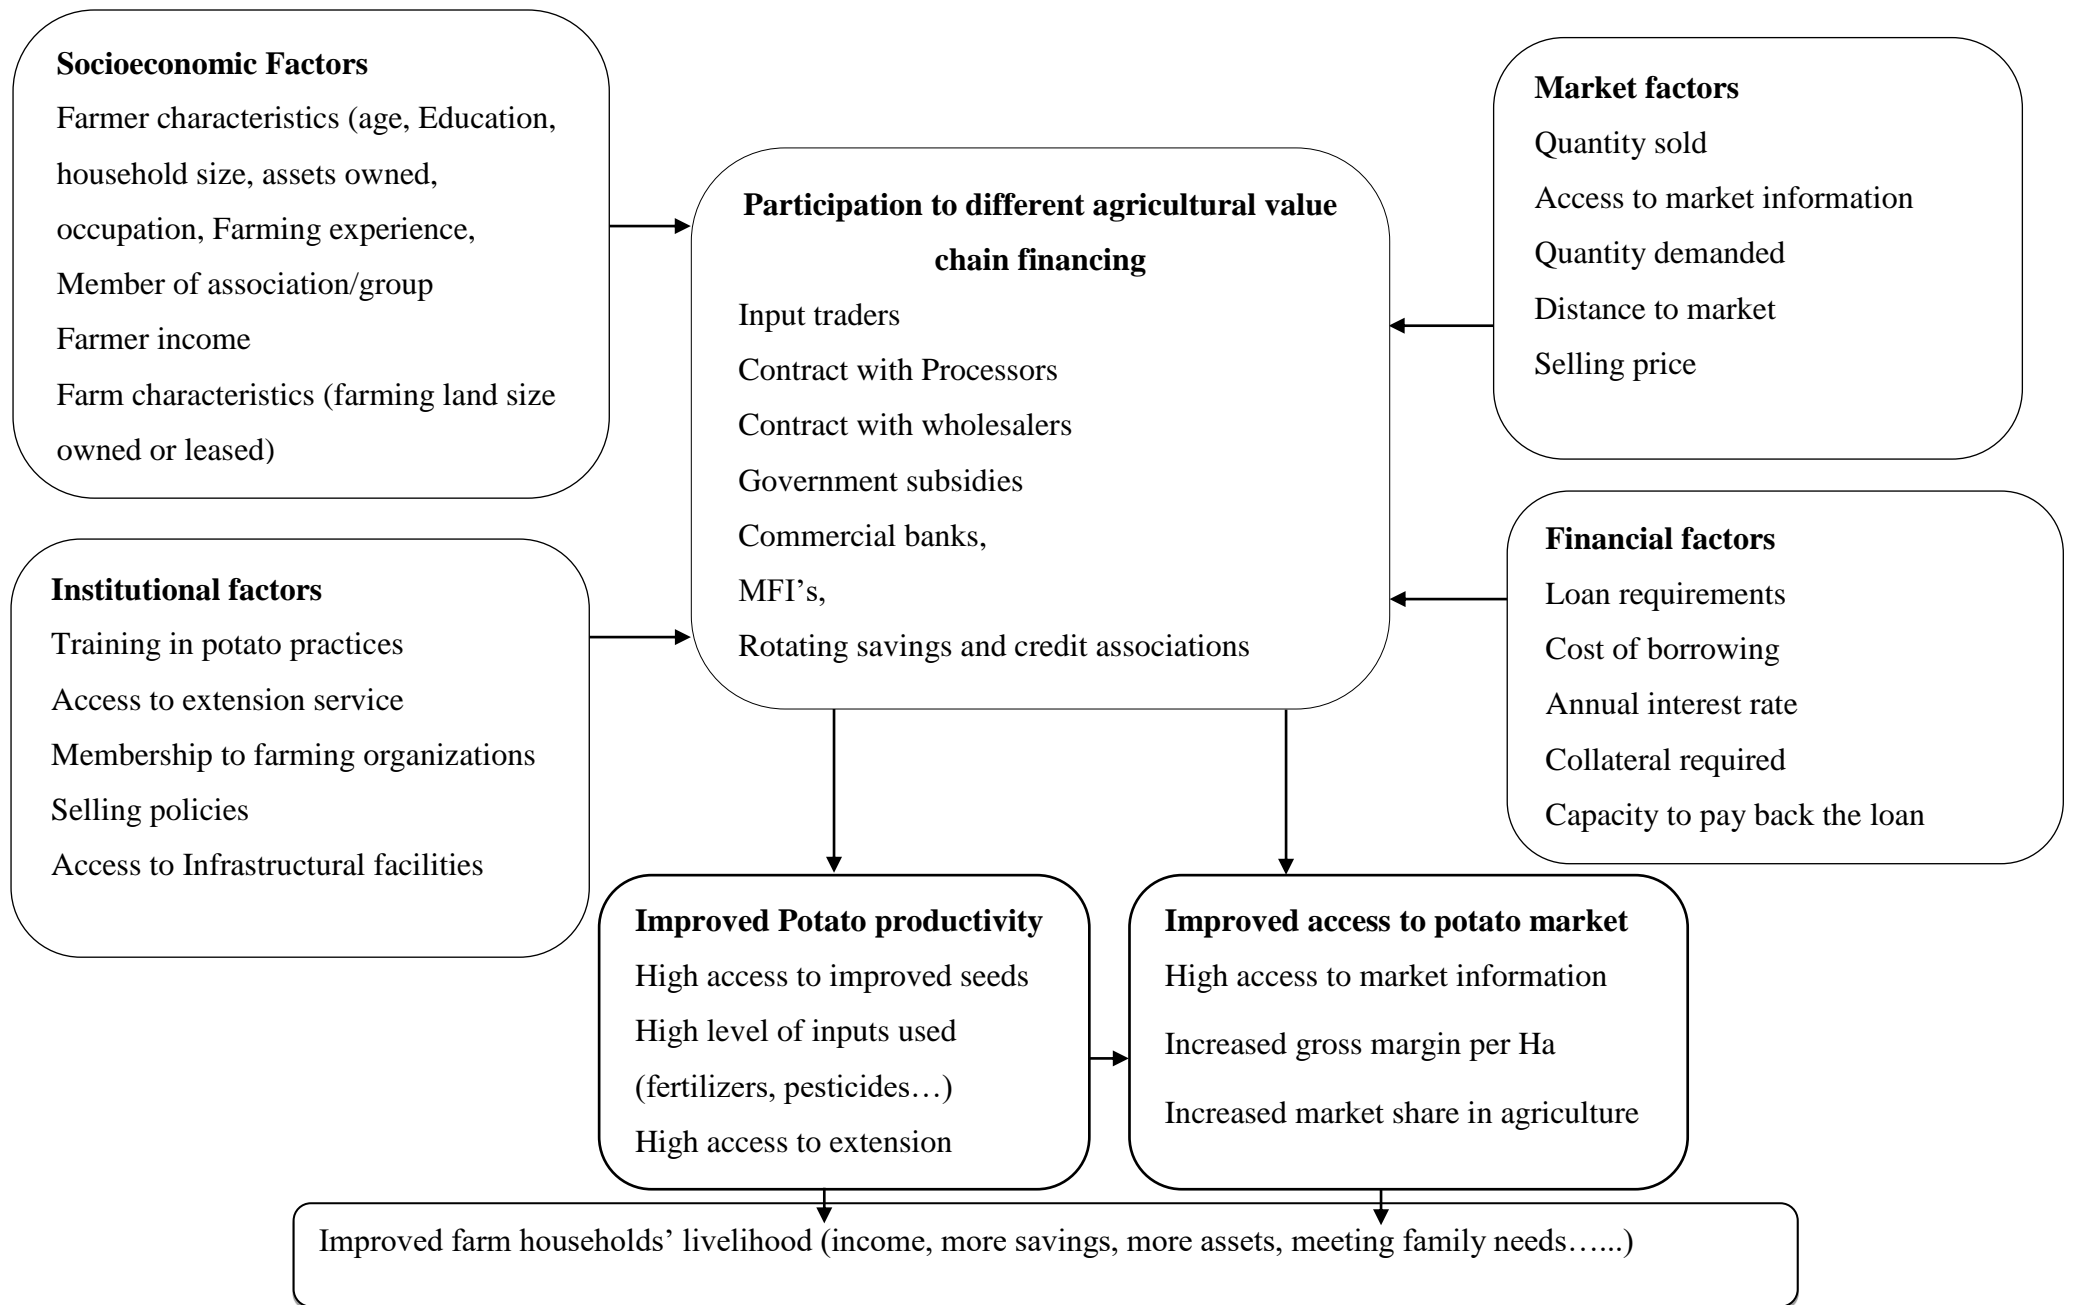 Socioeconomic Factors
Farmer characteristics (age, Education,
household size, assets owned,
occupation, Farming experience,
Member of association/group
Farmer income
Farm characteristics (farming land size
owned or leased)
Institutional factors
Training in potato practices
Access to extension service
Membership to farming organizations
Selling policies
Access to Infrastructural facilities
Participation to different agricultural value
chain financing
Input traders
Contract with Processors
Contract with wholesalers
Government subsidies
Commercial banks,
MFI’s,
Rotating savings and credit associations
Market factors
Quantity sold
Access to market information
Quantity demanded
Distance to market
Selling price
Financial factors
Loan requirements
Cost of borrowing
Annual interest rate
Collateral required
Capacity to pay back the loan
Improved Potato productivity
High access to improved seeds
High level of inputs used
(fertilizers, pesticides…)
High access to extension
Improved access to potato market
High access to market information
Increased gross margin per Ha
Increased market share in agriculture
Improved farm households’ livelihood (income, more savings, more assets, meeting family needs…...)